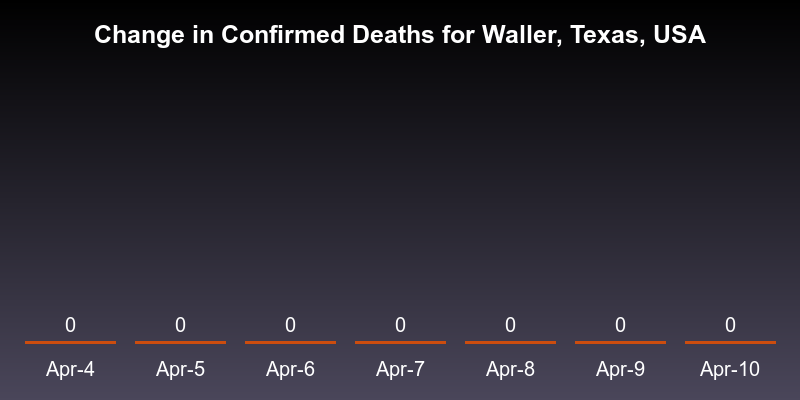 Change in Confirmed Deaths for Waller, Texas, USA
0 0 0 0 0 0 0
Apr-4 Apr-5 Apr-6 Apr-7 Apr-8 Apr-9 Apr-10